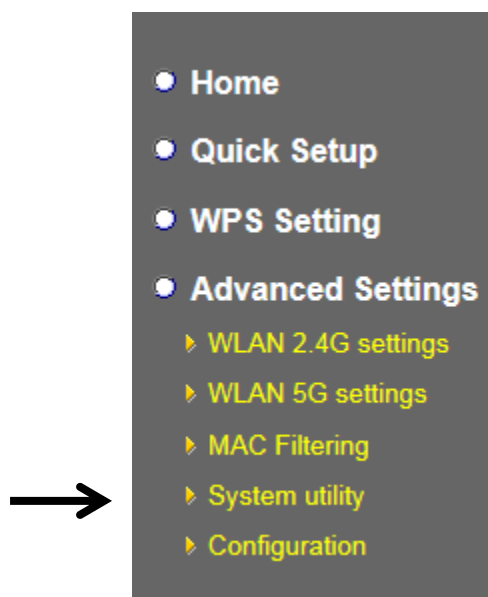 Home
Quick Setup
WPS Setting
Advanced Settings
WLAN 2.4G settings
WLAN 5G settings
MAC Filtering
System utility
Configuration